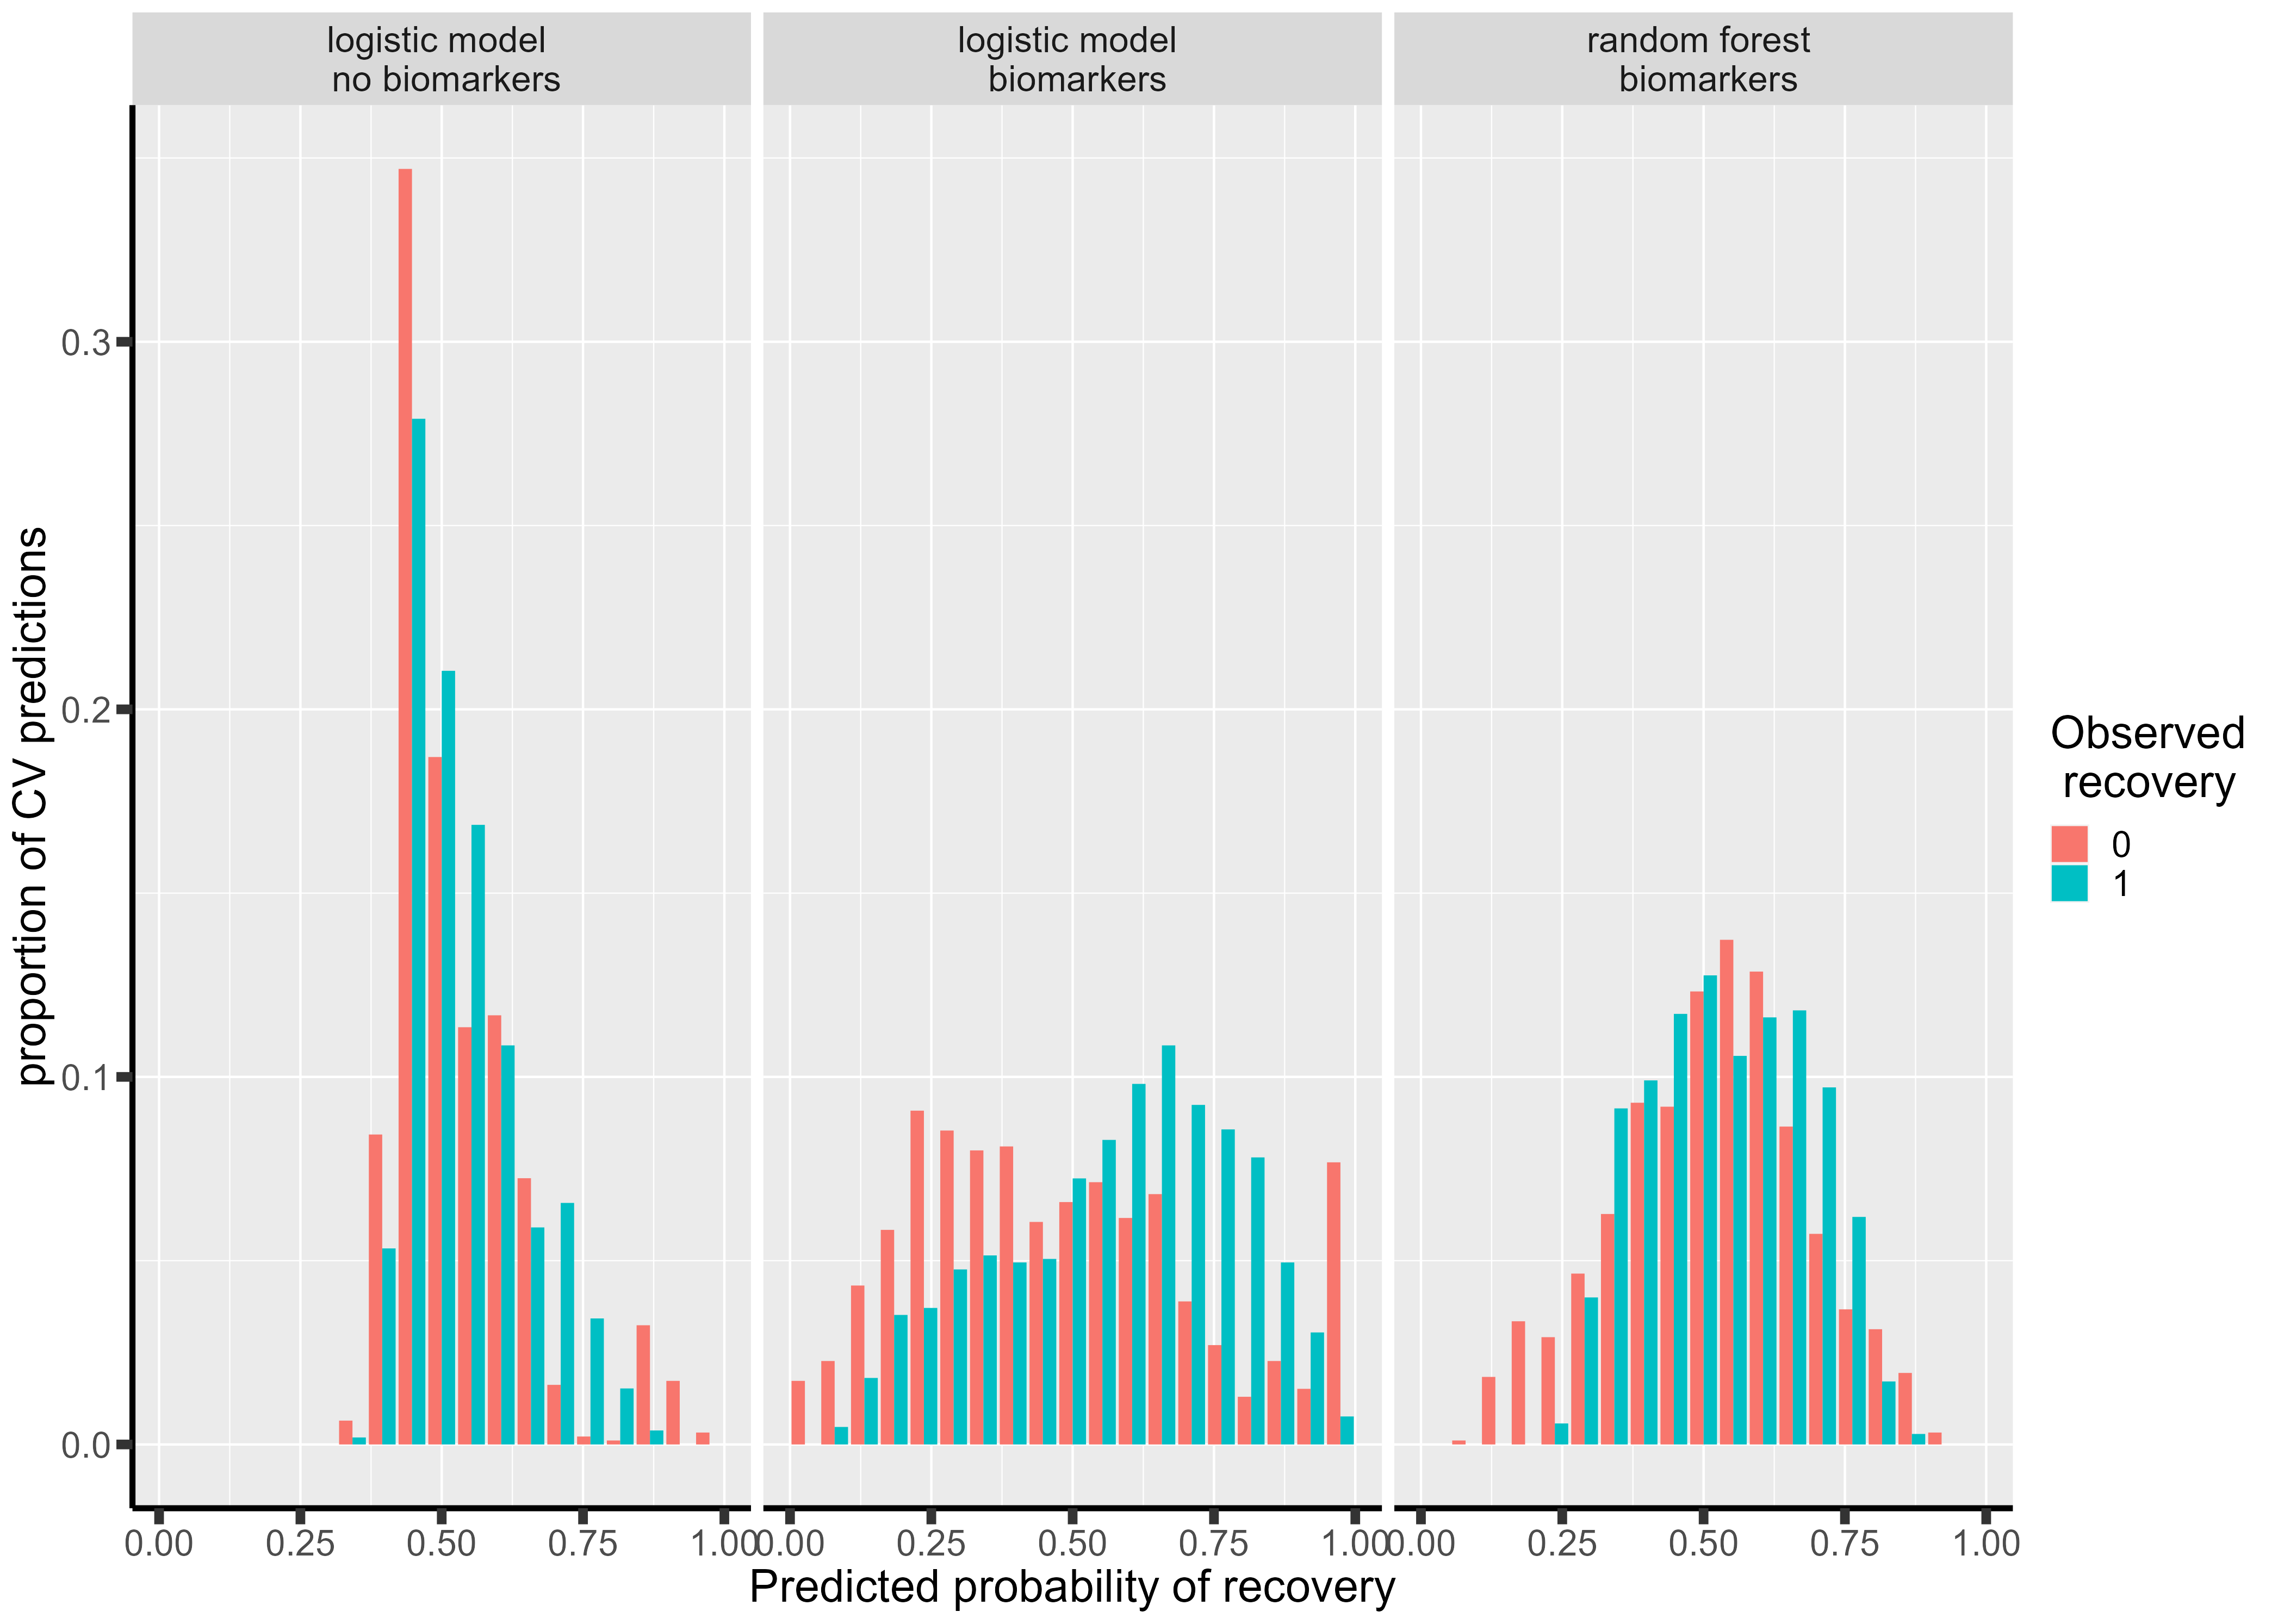 logistic model
no biomarkers
logistic model
biomarkers
random forest
biomarkers
proportion of CV predictions
0.3
0.2
0.1
0.0
0.00 0.25 0.50 0.75 1.00
0.00 0.25 0.50 0.75 1.00
0.00 0.25 0.50 0.75 1.00
Predicted probability of recovery
Observed
recovery
0
1